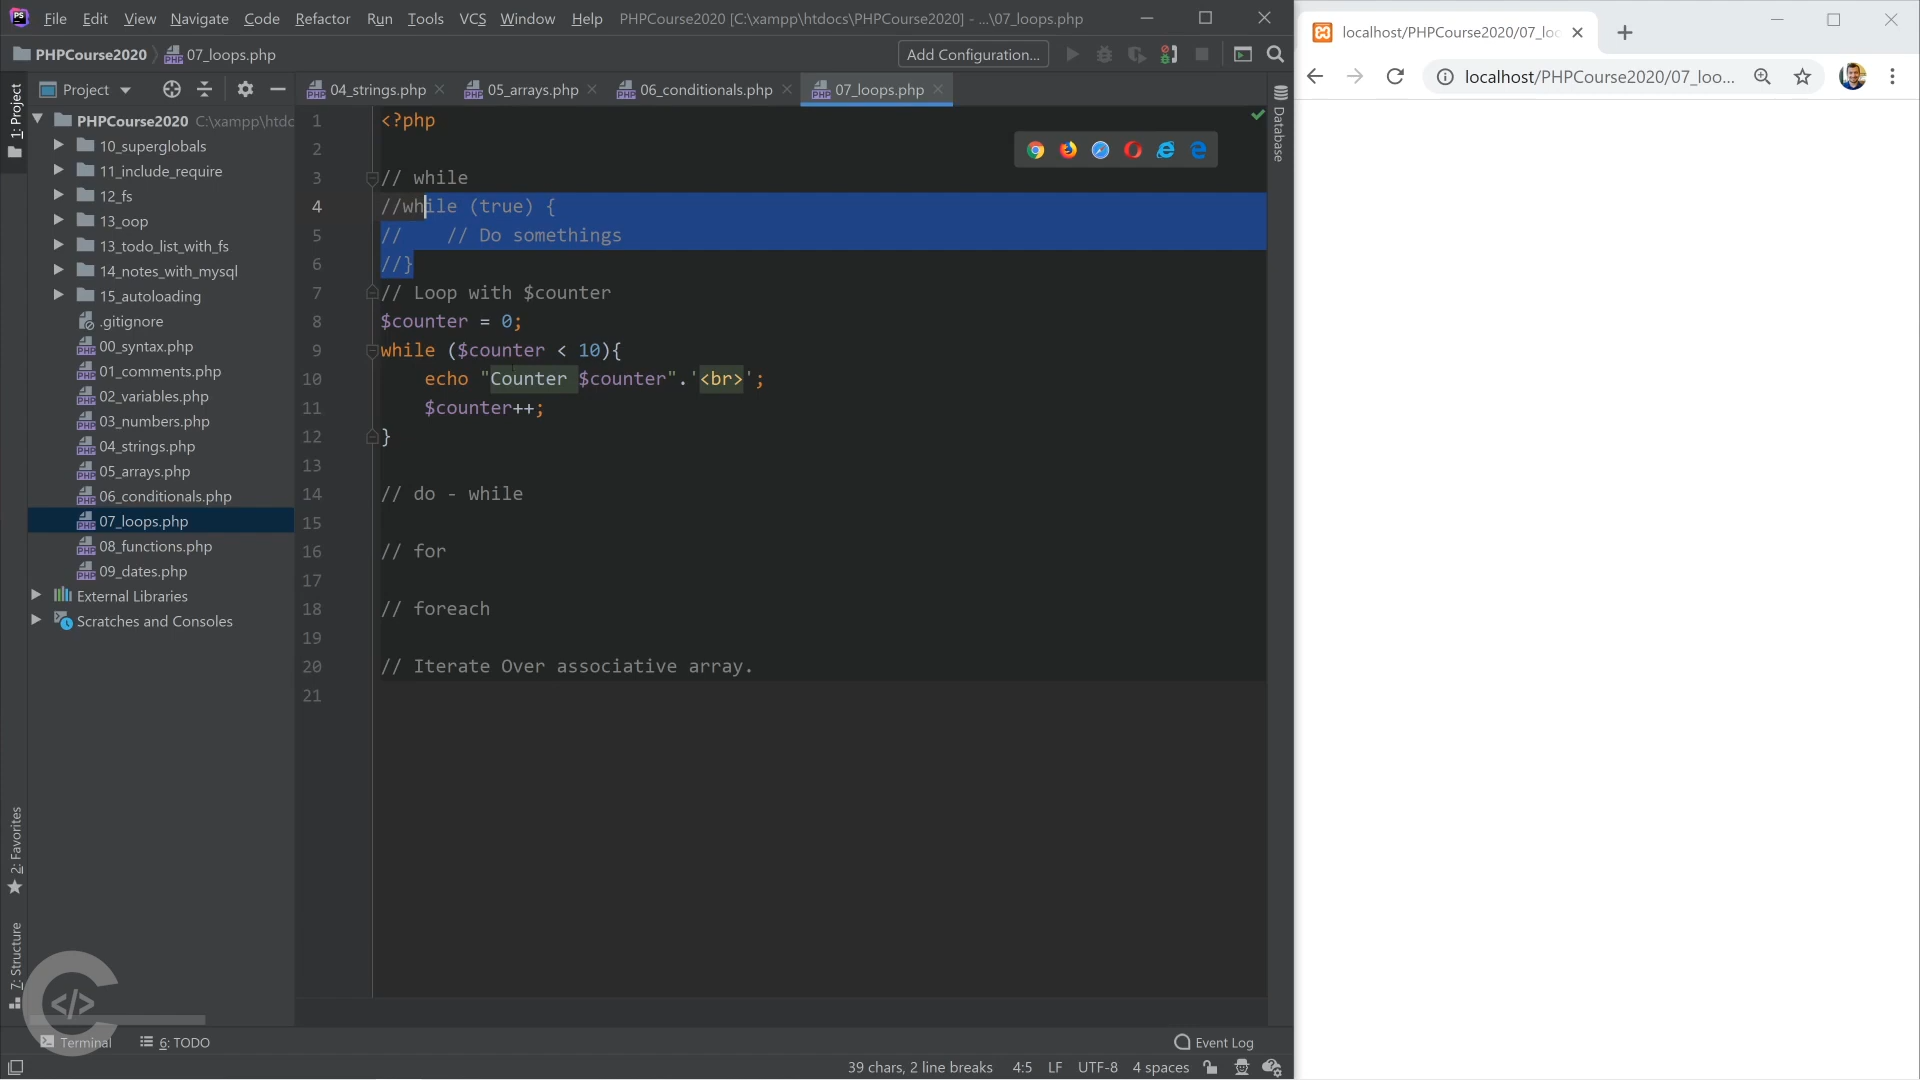 PS File Edit View Navigate Code Refactor Run Tools VCS Window Help PHPCourse2020 [C:\xampp\htdocs\PHPCourse2020] - ...\07_loops.php
PHPCourse2020 07_loops.php Add Configuration...
Project
04_strings.php 05_arrays.php 06_conditionals.php 07_loops.php
1: Project
Database
PHPCourse2020 C:\xampp\htdc
10_superglobals
11_include_require
12_fs
13_oop
13_todo_list_with_fs
14_notes_with_mysql
15_autoloading
.gitignore
00_syntax.php
01_comments.php
02_variables.php
03_numbers.php
04_strings.php
05_arrays.php
06_conditionals.php
07_loops.php
08_functions.php
09_dates.php
External Libraries
Scratches and Consoles
2: Favorites
7: Structure
1 <?php
2
3 // while
4 //while (true) {
5 //    // Do somethings
6 //}
7 // Loop with $counter
8 $counter = 0;
9 while ($counter < 10){
10     echo "Counter $counter".'<br>';
11     $counter++;
12 }
13
14 // do - while
15
16 // for
17
18 // foreach
19
20 // Iterate Over associative array.
21
</>
Terminal 6: TODO Event Log
39 chars, 2 line breaks 4:5 LF UTF-8 4 spaces
localhost/PHPCourse2020/07_loo
localhost/PHPCourse2020/07_loo...